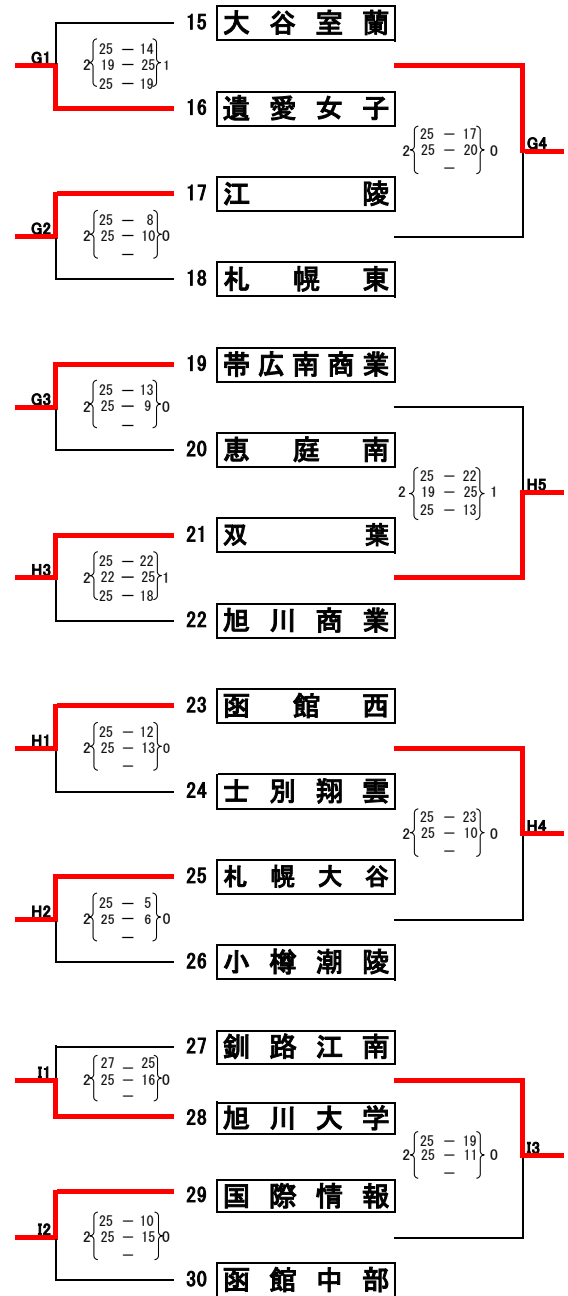 15 大谷室蘭
G1 2 25 − 14 1
19 − 25
25 − 19
16 遺愛女子
2 25 − 17 0 G4
25 − 20
−
17 江陵
G2 2 25 − 8 0
25 − 10
−
18 札幌東
19 帯広南商業
G3 2 25 − 13 0
25 − 9
−
20 恵庭南
2 25 − 22 1 H5
19 − 25
25 − 13
21 双葉
H3 2 25 − 22 1
22 − 25
25 − 18
22 旭川商業
23 函館西
H1 2 25 − 12 0
25 − 13
−
24 士別翔雲
2 25 − 23 0 H4
25 − 10
−
25 札幌大谷
H2 2 25 − 5 0
25 − 6
−
26 小樽潮陵
27 釧路江南
I1 2 27 − 25 0
25 − 16
−
28 旭川大学
2 25 − 19 0 I3
25 − 11
−
29 国際情報
I2 2 25 − 10 0
25 − 15
−
30 函館中部